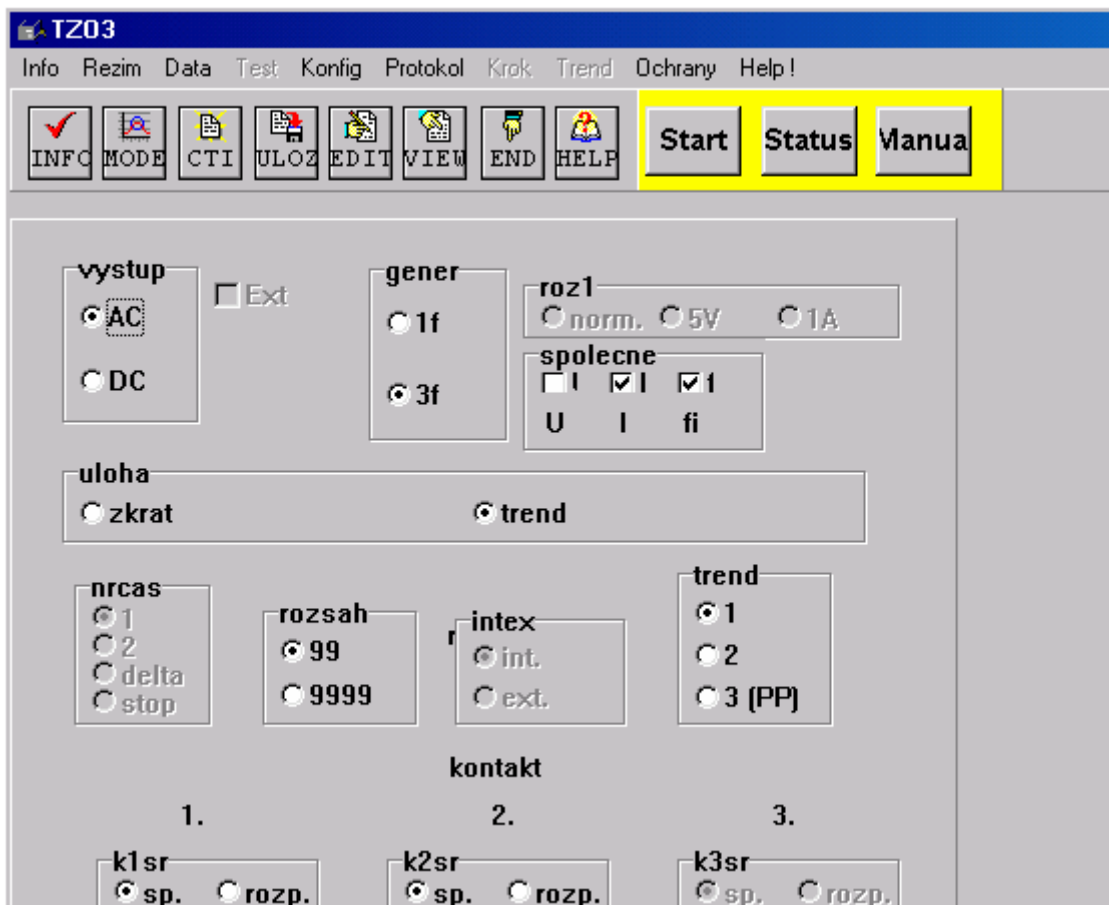 TZ03
Info Rezim Data Test Konfig Protokol Krok Trend Ochrany Help !
INFO MODE CTI ULOZ EDIT VIEW END HELP Start Status Manua
vystup gener
Ext roz1
AC 1f norm. 5V 1A
spolecne
DC 3f
U I fi
uloha
zkrat trend
nrcas rozsah intex trend
1 99 int. 1
2 9999 ext. 2
delta 3 (PP)
stop
kontakt
1. 2. 3.
k1sr k2sr k3sr
sp. rozp. sp. rozp. sp. rozp.